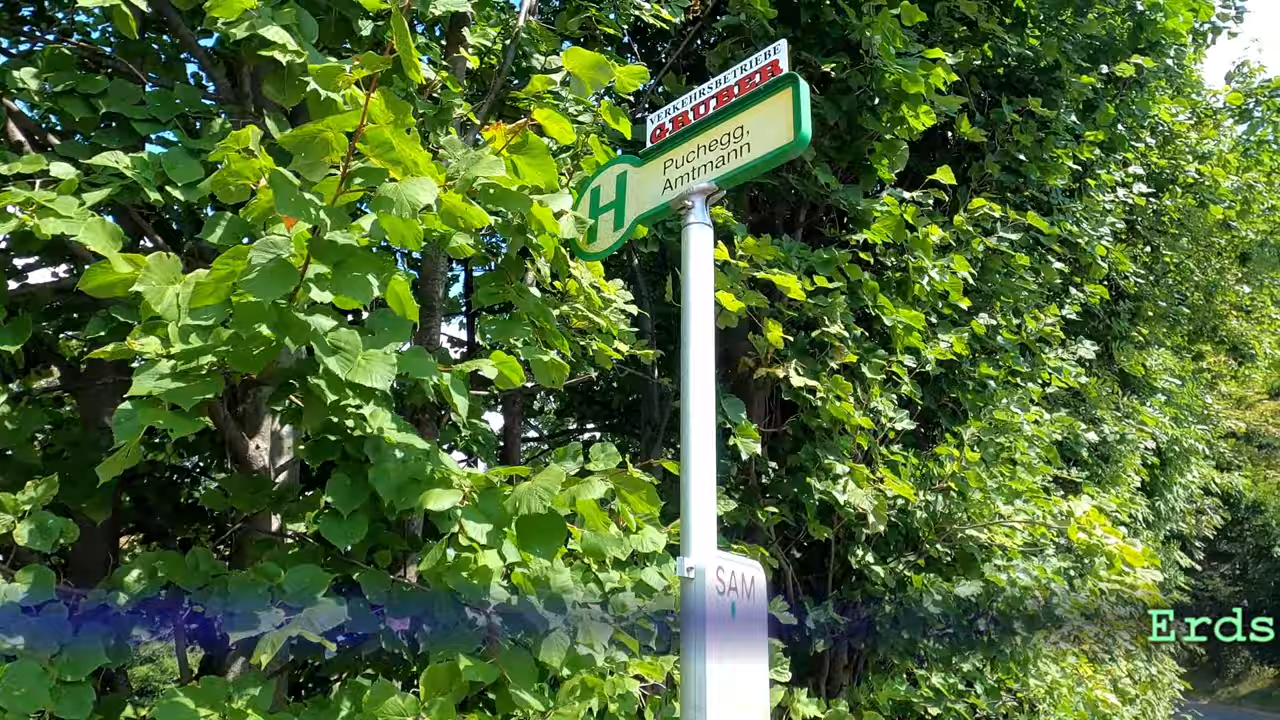 VERKEHRSBETRIEBE
GRUBER
H
Puchegg,
Amtmann
SAM
Erds